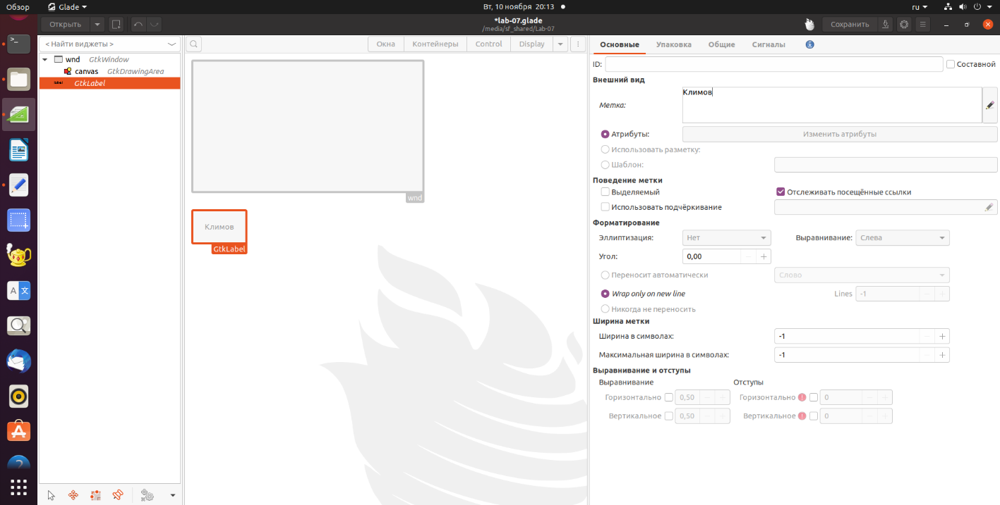 Обзор Glade Вт, 10 ноября 20:13 ru
Открыть *lab-07.glade Сохранить
/media/sf_shared/Lab-07
< Найти виджеты > Окна Контейнеры Control Display Основные Упаковка Общие Сигналы
wnd GtkWindow
canvas GtkDrawingArea
label GtkLabel
wnd
Климов
GtkLabel
ID: Составной
Внешний вид
Метка: Климов
Атрибуты: Изменить атрибуты
Использовать разметку:
Шаблон:
Поведение метки
Выделяемый Отслеживать посещённые ссылки
Использовать подчёркивание
Форматирование
Эллиптизация: Нет Выравнивание: Слева
Угол: 0,00
Переносит автоматически Слово
Wrap only on new line Lines -1
Никогда не переносить
Ширина метки
Ширина в символах: -1
Максимальная ширина в символах: -1
Выравнивание и отступы
Выравнивание Отступы
Горизонтально 0,50 Горизонтально 0
Вертикальное 0,50 Вертикальное 0